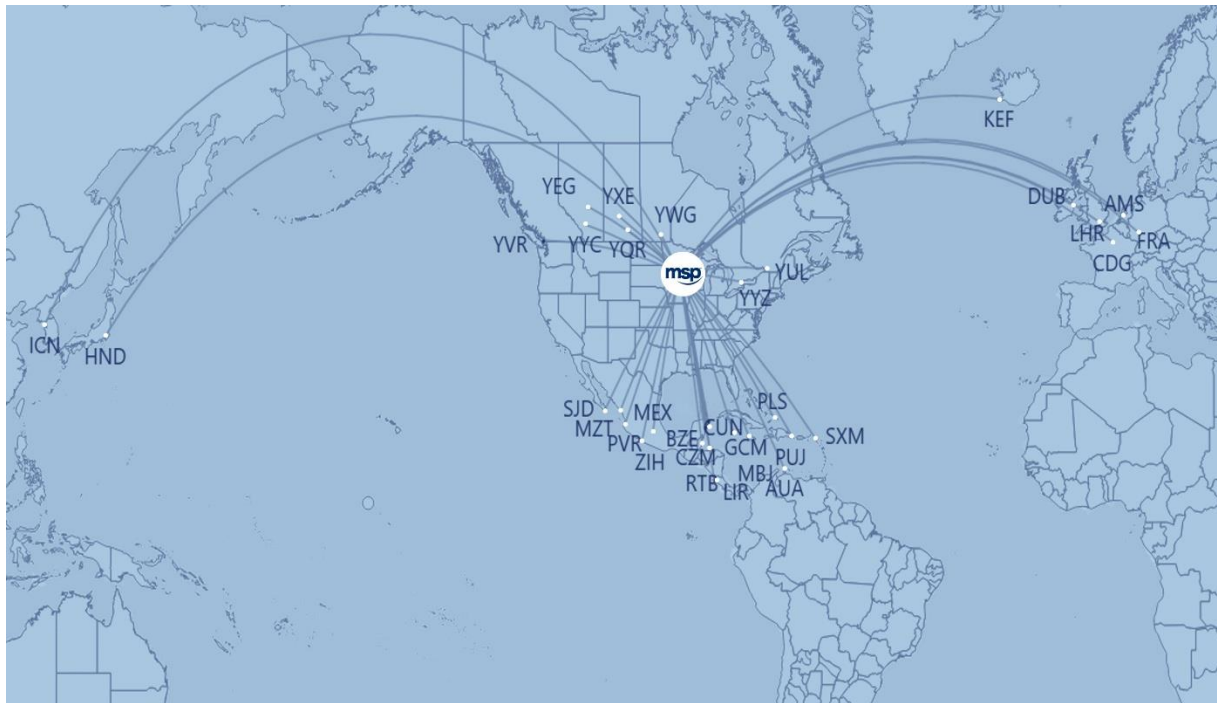 KEF
YEG
YXE
YWG
YVR
YYC
YQR
msp
YUL
YYZ
DUB
AMS
LHR
FRA
CDG
ICN
HND
SJD
MZT
MEX
PVR
ZIH
BZE
CUN
CZM
GCM
PLS
SXM
PUJ
MBJ
RTB
LIR
AUA